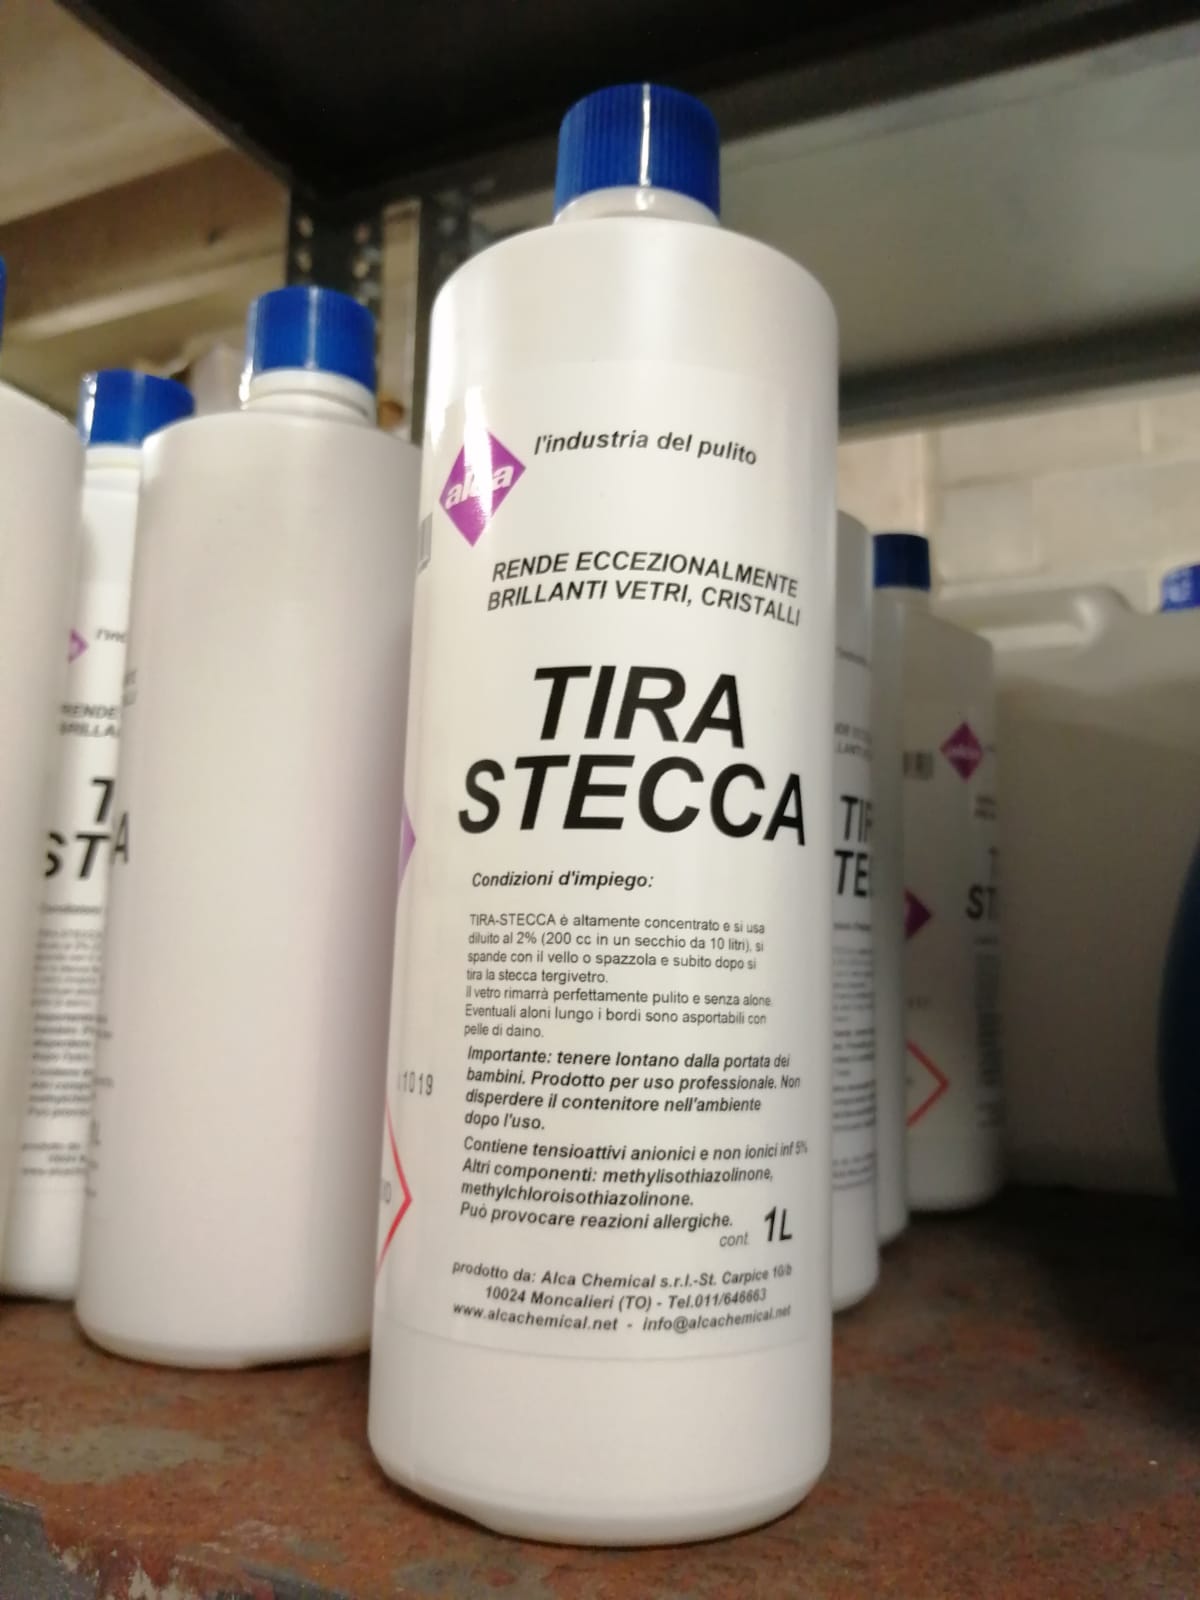 l'industria del pulito
alca
RENDE ECCEZIONALMENTE
BRILLANTI VETRI, CRISTALLI
TIRA
STECCA
Condizioni d'impiego:
TIRA-STECCA è altamente concentrato e si usa
diluito al 2% (200 cc in un secchio da 10 litri), si
spande con il vello o spazzola e subito dopo si
tira la stecca tergivetro.
Il vetro rimarrà perfettamente pulito e senza alone.
Eventuali aloni lungo i bordi sono asportabili con
pelle di daino.
Importante: tenere lontano dalla portata dei
bambini. Prodotto per uso professionale. Non
disperdere il contenitore nell'ambiente
dopo l'uso.
Contiene tensioattivi anionici e non ionici inf 5%
Altri componenti: methylisothiazolinone,
methylchloroisothiazolinone.
Può provocare reazioni allergiche.
cont. 1L
prodotto da: Alca Chemical s.r.l.-St. Carpice 10/b
10024 Moncalieri (TO) - Tel.011/646663
www.alcachemical.net - info@alcachemical.net
1019